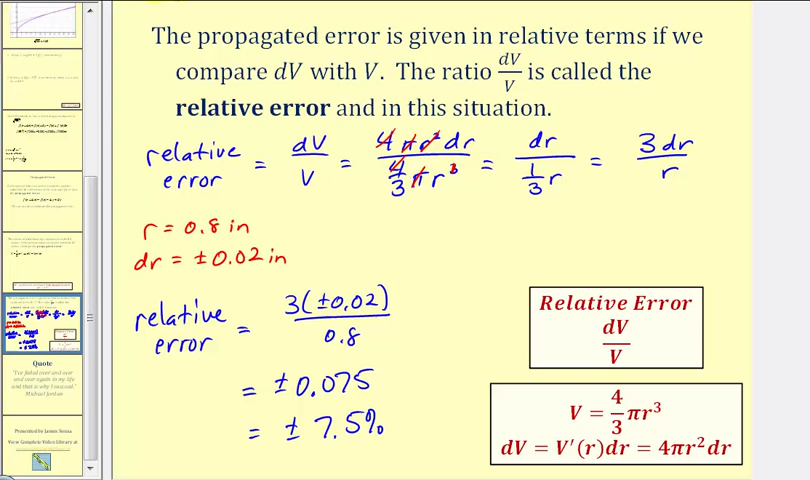 The propagated error is given in relative terms if we
compare dV with V. The ratio dV/V is called the
relative error and in this situation.
relative error = dV/V = 4πr² dr / (4/3 πr³) = dr / (1/3 r) = 3dr/r
r = 0.8 in
dr = ±0.02 in
relative error = 3(±0.02)/0.8
= ±0.075
= ± 7.5%
Relative Error
dV/V
V = 4/3 πr³
dV = V′(r)dr = 4πr²dr
Quote
"I've failed over and over
and over again in my life
and that is why I succeed."
Michael Jordan
Presented by James Sousa
View Complete Video Library at